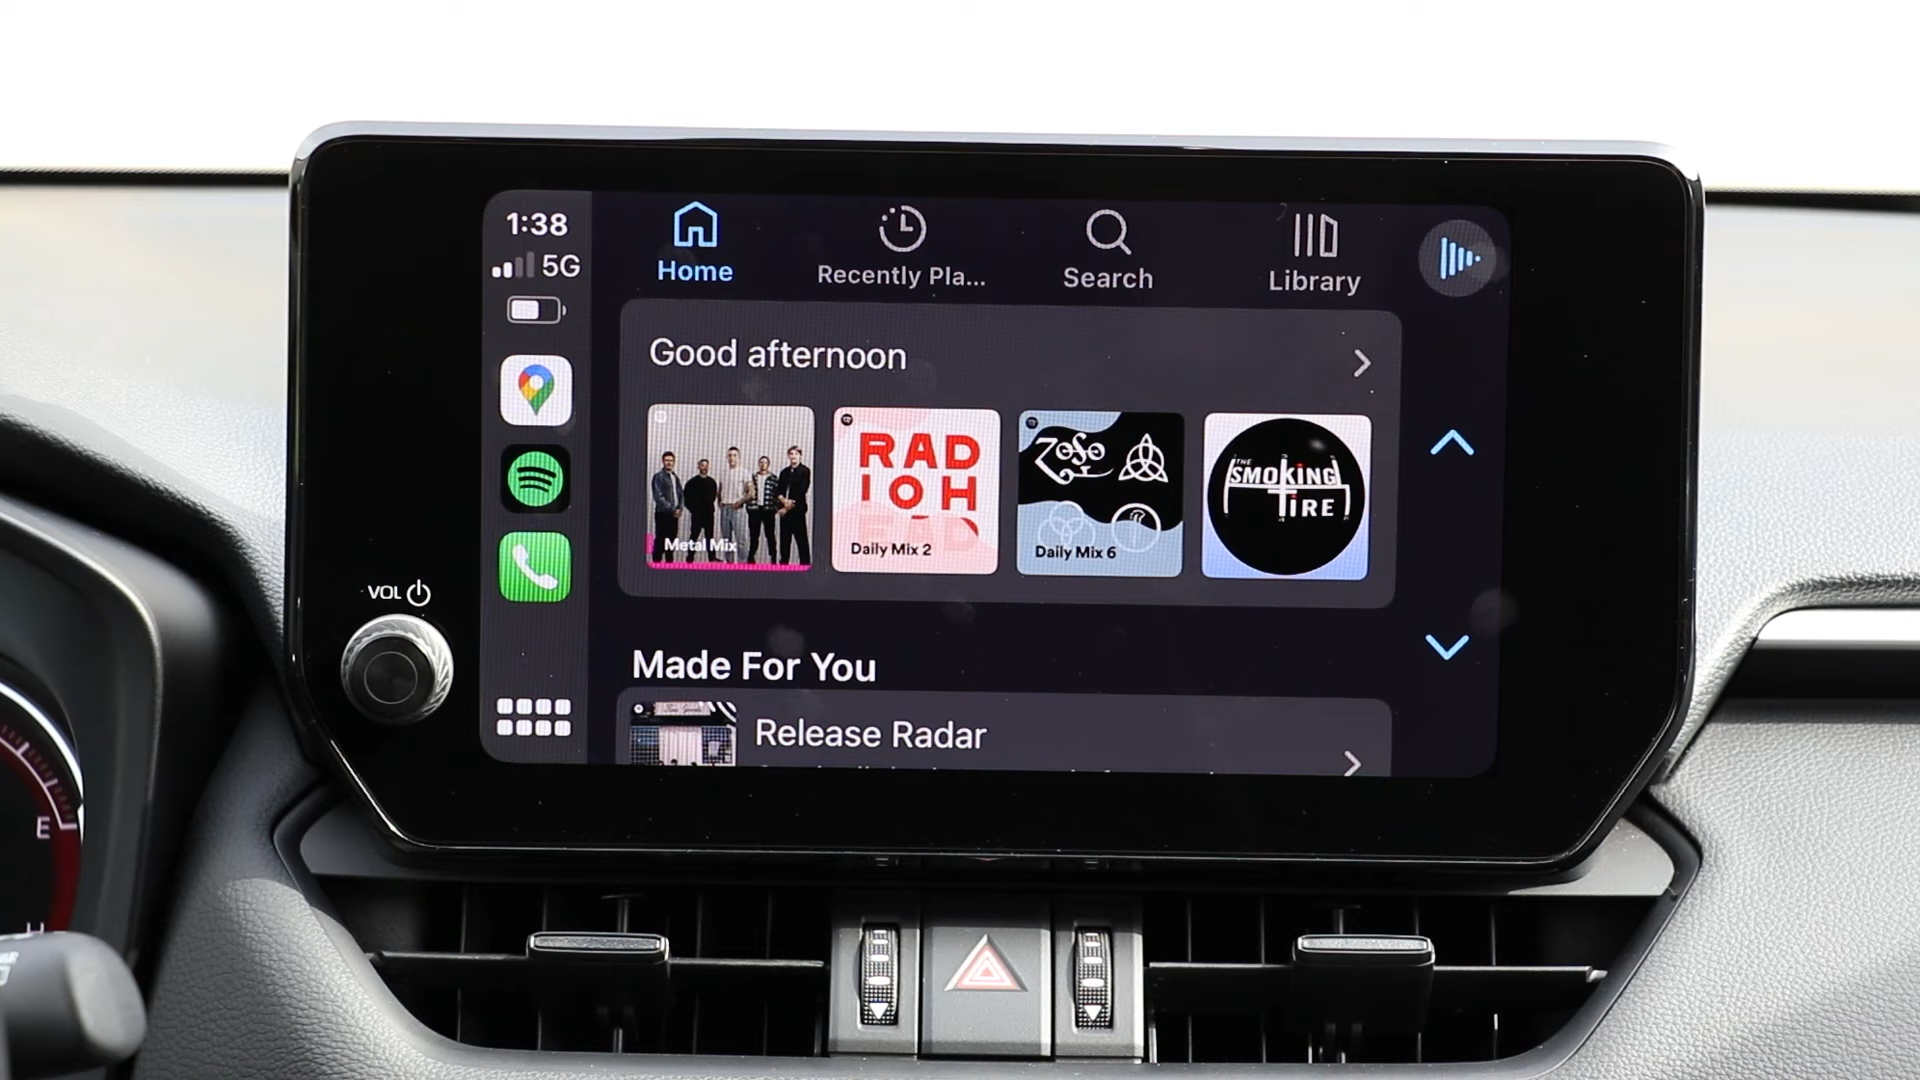 1:38
5G
Home
Recently Pla...
Search
Library
Good afternoon
Metal Mix
RAD
IOH
EAD
Daily Mix 2
ZOSO
Daily Mix 6
THE
SMOKING
TIRE
VOL
Made For You
Release Radar
E
H